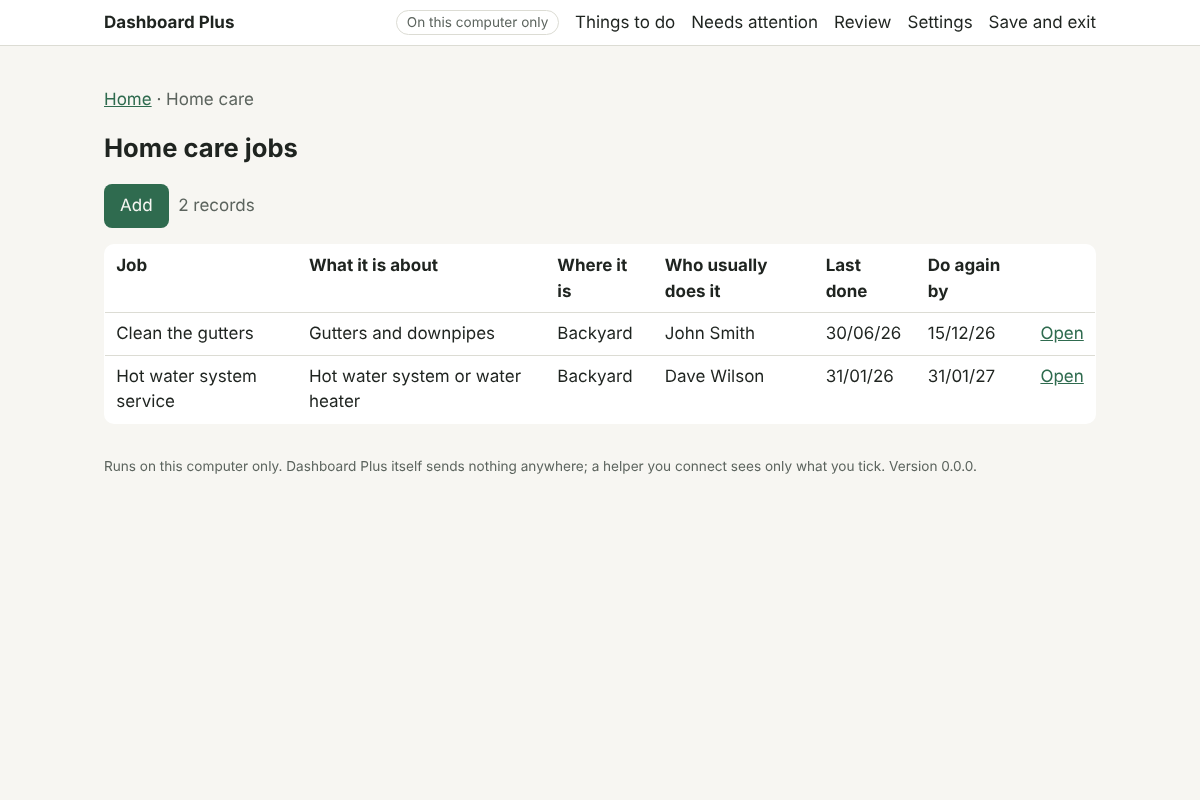 Dashboard Plus On this computer only Things to do Needs attention Review Settings Save and exit
Home · Home care
Home care jobs
Add 2 records
Job What it is about Where it is Who usually does it Last done Do again by
Clean the gutters Gutters and downpipes Backyard John Smith 30/06/26 15/12/26 Open
Hot water system service Hot water system or water heater Backyard Dave Wilson 31/01/26 31/01/27 Open
Runs on this computer only. Dashboard Plus itself sends nothing anywhere; a helper you connect sees only what you tick. Version 0.0.0.